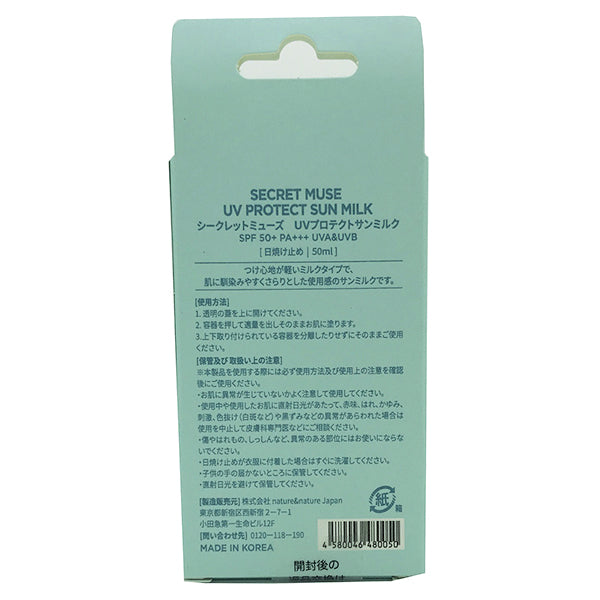 SECRET MUSE
UV PROTECT SUN MILK
シークレットミューズ UVプロテクトサンミルク
SPF 50+ PA+++ UVA&UVB
[ 日焼け止め | 50ml ]
つけ心地が軽いミルクタイプで、
肌に馴染みやすくさらりとした使用感のサンミルクです。
[使用方法]
1. 透明の蓋を上に開けてください。
2. 容器を押して適量を出しそのままお肌に塗ります。
3. 上下取り付けられている容器を分離したりせずにそのままご使用
ください。
[保管及び 取扱い上の注意]
※本製品を使用する際には必ず使用方法及び使用上の注意を確認
後にご使用ください。
・お肌に異常が生じていないかよく注意して使用してください。
・使用中や使用したお肌に直射日光があたって、赤味、はれ、かゆみ、
刺激、色抜け(白斑など)や黒ずみなどの異常があらわれた場合は
使用を中止して皮膚科専門医などにご相談ください。
・傷やはれもの、しっしんなど、異常のある部位にはお使いにならな
いでください。
・日焼け止めが衣服に付着した場合はすぐに洗濯してください。
・子供の手の届かないところに保管してください。
・直射日光を避けて保管してください。
[製造販売元] 株式会社 nature&nature Japan
東京都新宿区西新宿 2-7-1
小田急第一生命ビル12F
[問い合わせ先] 0120-118-190
MADE IN KOREA
紙
箱
4 580046 480050
開封後の
返品交換は